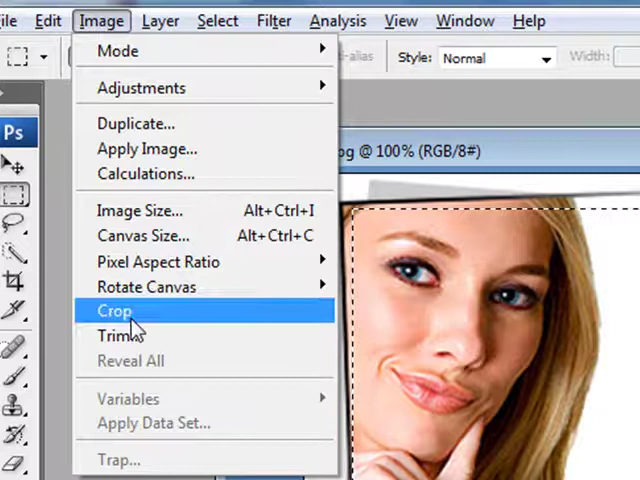 ile Edit Image Layer Select Filter Analysis View Window Help
Mode
-alias Style: Normal Width:
Adjustments
Ps
Duplicate...
Apply Image...
pg @ 100% (RGB/8#)
Calculations...
Image Size... Alt+Ctrl+I
Canvas Size... Alt+Ctrl+C
Pixel Aspect Ratio
Rotate Canvas
Crop
Trim
Reveal All
Variables
Apply Data Set...
Trap...